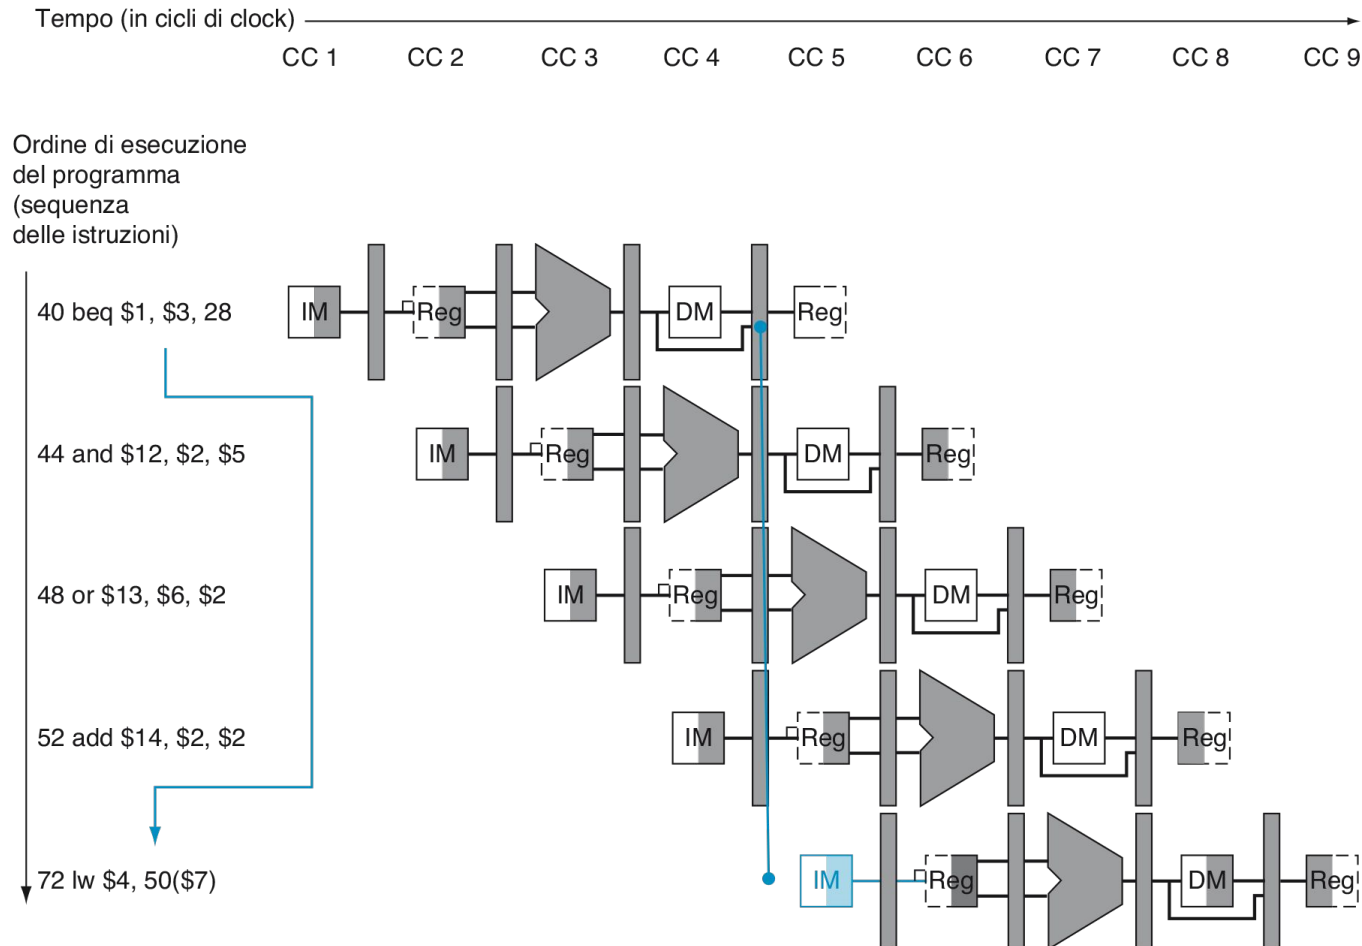 Tempo (in cicli di clock)
CC 1 CC 2 CC 3 CC 4 CC 5 CC 6 CC 7 CC 8 CC 9
Ordine di esecuzione
del programma
(sequenza
delle istruzioni)
40 beq $1, $3, 28
IM Reg DM Reg
44 and $12, $2, $5
IM Reg DM Reg
48 or $13, $6, $2
IM Reg DM Reg
52 add $14, $2, $2
IM Reg DM Reg
72 lw $4, 50($7)
IM Reg DM Reg